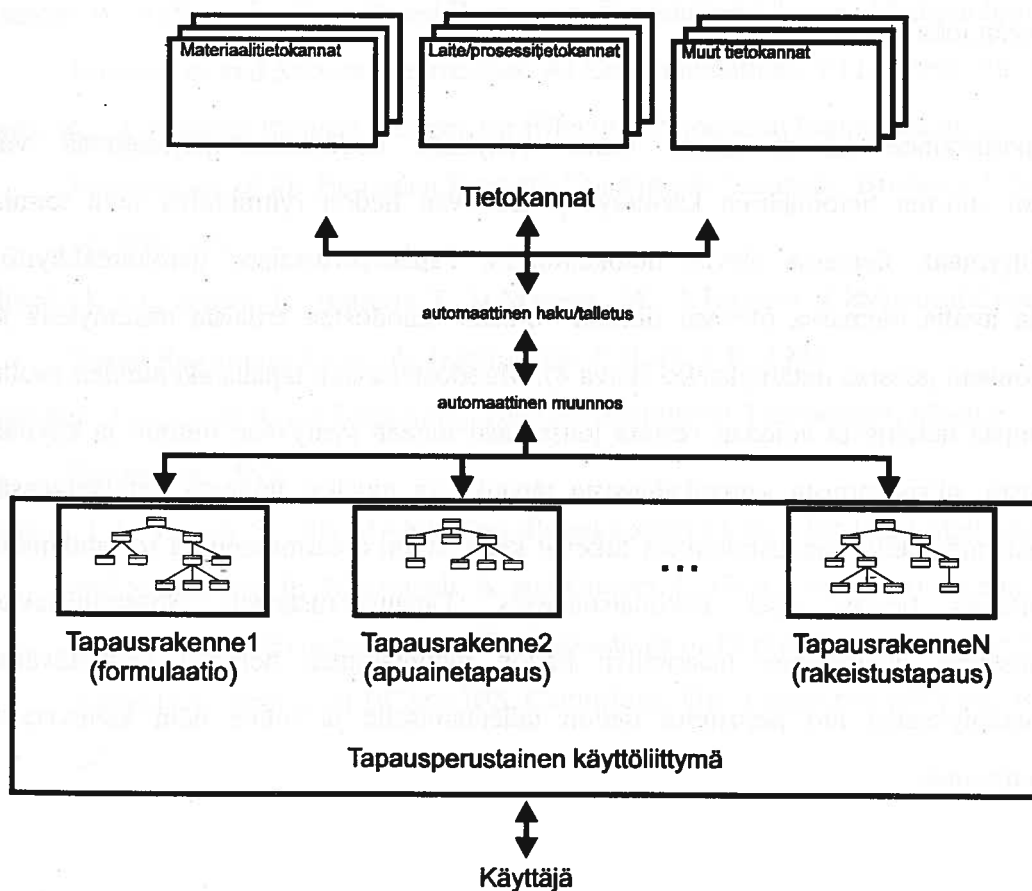 Materiaalitietokannat
Laite/prosessitietokannat
Muut tietokannat
Tietokannat
automaattinen haku/talletus
automaattinen muunnos
...
Tapausrakenne1
(formulaatio)
Tapausrakenne2
(apuainetapaus)
TapausrakenneN
(rakeistustapaus)
Tapausperustainen käyttöliittymä
Käyttäjä